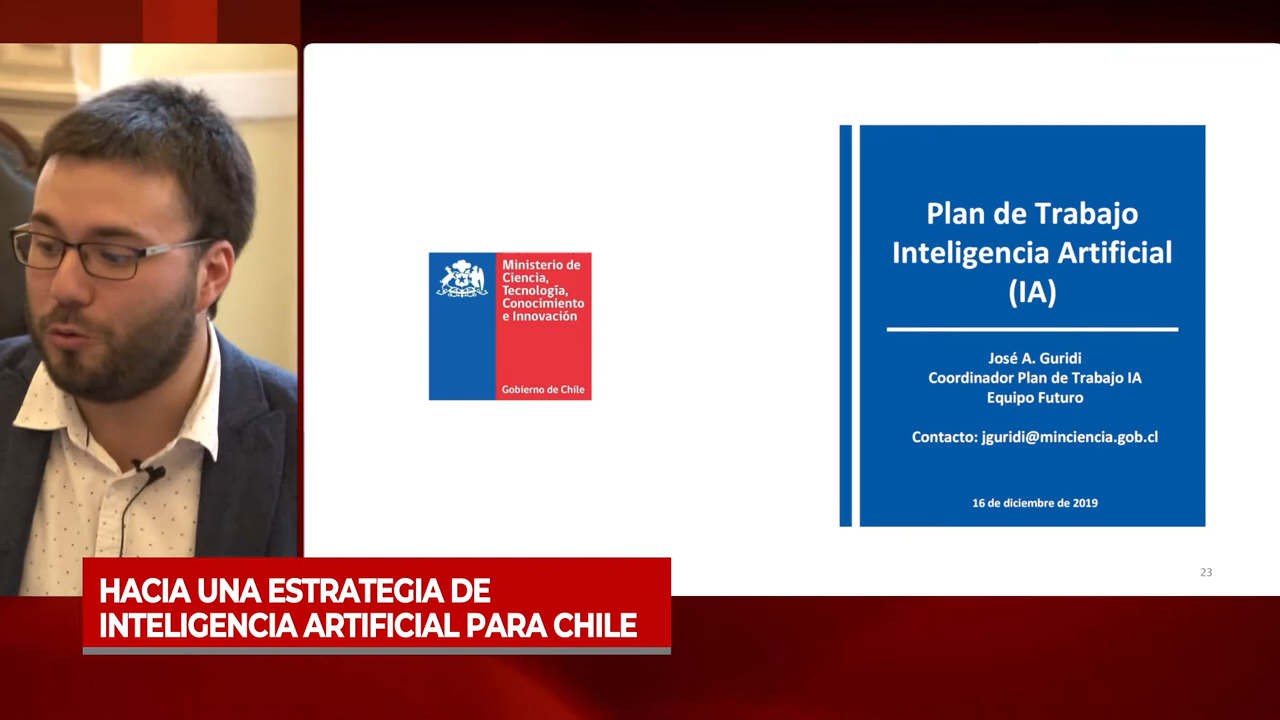 Ministerio de
Ciencia,
Tecnología,
Conocimiento
e Innovación
Gobierno de Chile
Plan de Trabajo
Inteligencia Artificial
(IA)
José A. Guridi
Coordinador Plan de Trabajo IA
Equipo Futuro
Contacto: jguridi@minciencia.gob.cl
16 de diciembre de 2019
23
HACIA UNA ESTRATEGIA DE
INTELIGENCIA ARTIFICIAL PARA CHILE